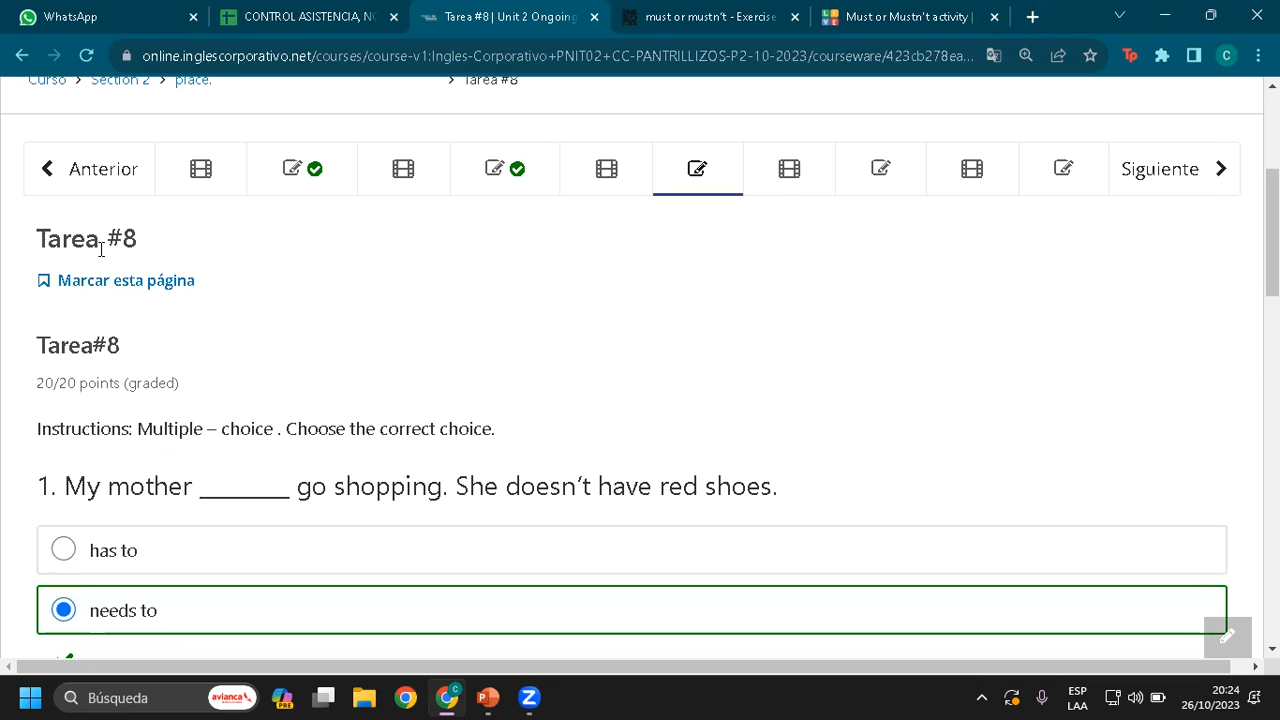 WhatsApp
CONTROL ASISTENCIA, NO
Tarea #8 | Unit 2 Ongoing
must or mustn't - Exercise
Must or Mustn't activity |
online.inglescorporativo.net/courses/course-v1:Ingles-Corporativo+PNIT02+CC-PANTRILLIZOS-P2-10-2023/courseware/423cb278ea...
Tp
C
Curso > Section 2 > place. > Tarea #8
Anterior
Siguiente
Tarea #8
Marcar esta página
Tarea#8
20/20 points (graded)
Instructions: Multiple – choice . Choose the correct choice.
1. My mother _______ go shopping. She doesn't have red shoes.
has to
needs to
Búsqueda
avianca
PRE
C
ESP
LAA
20:24
26/10/2023